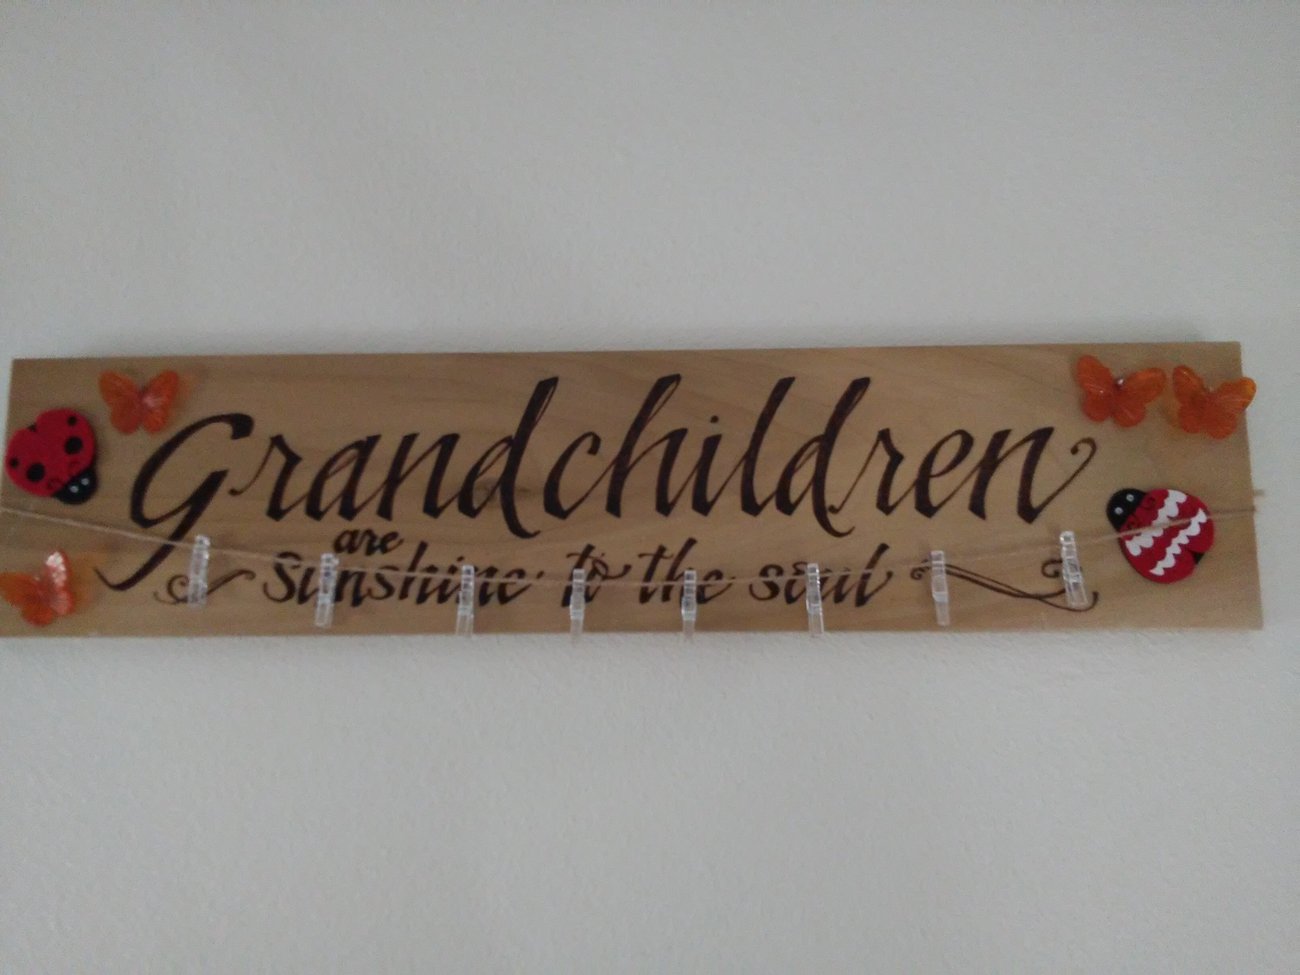 Grandchildren
are
Sunshine to the soul